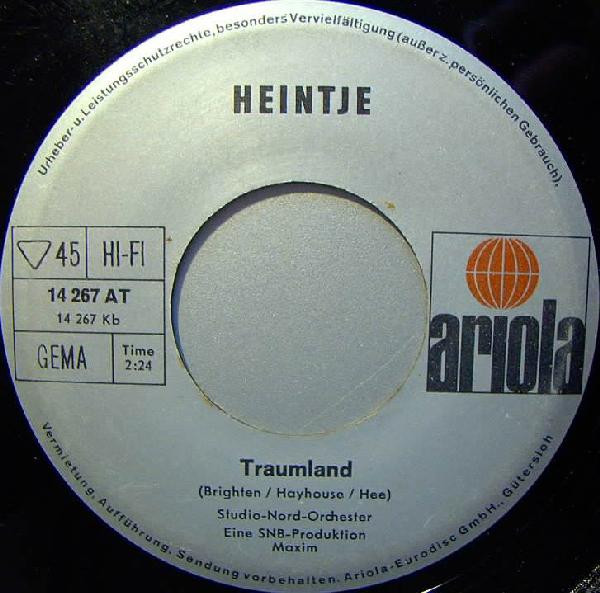 Urheber- u. Leistungsschutzrechte, besonders Vervielfältigung (außer z. persönlichen Gebrauch),
HEINTJE
45 HI-FI
14 267 AT
14 267 Kb
GEMA
Time
2:24
ariola
Traumland
(Brighten / Hayhouse / Hee)
Studio-Nord-Orchester
Eine SNB-Produktion
Maxim
Vermietung, Aufführung, Sendung vorbehalten. Ariola-Eurodisc GmbH., Gütersloh